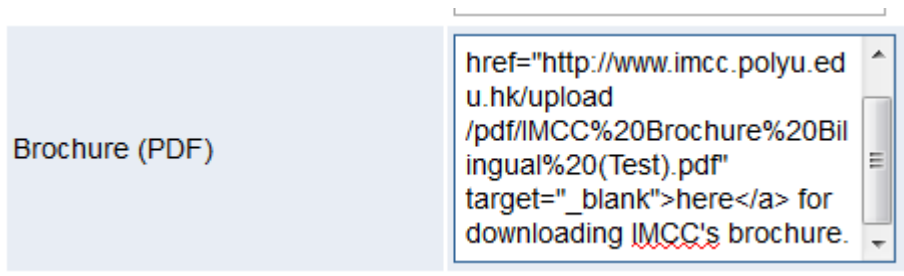 Brochure (PDF)
href="http://www.imcc.polyu.ed
u.hk/upload
/pdf/IMCC%20Brochure%20Bil
ingual%20(Test).pdf"
target="_blank">here</a> for
downloading IMCC's brochure.